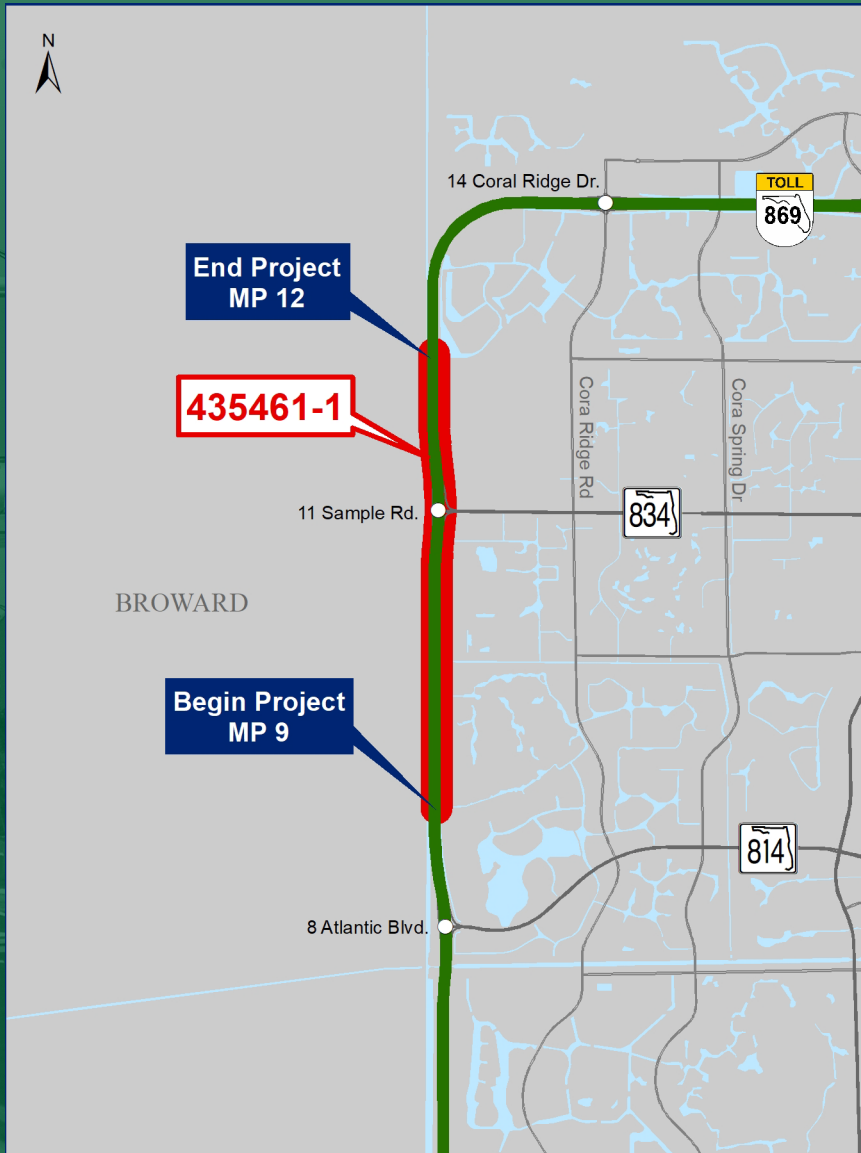 N
14 Coral Ridge Dr.
TOLL
869
End Project
MP 12
435461-1
Cora Ridge Rd
Cora Spring Dr
11 Sample Rd.
834
BROWARD
Begin Project
MP 9
814
8 Atlantic Blvd.